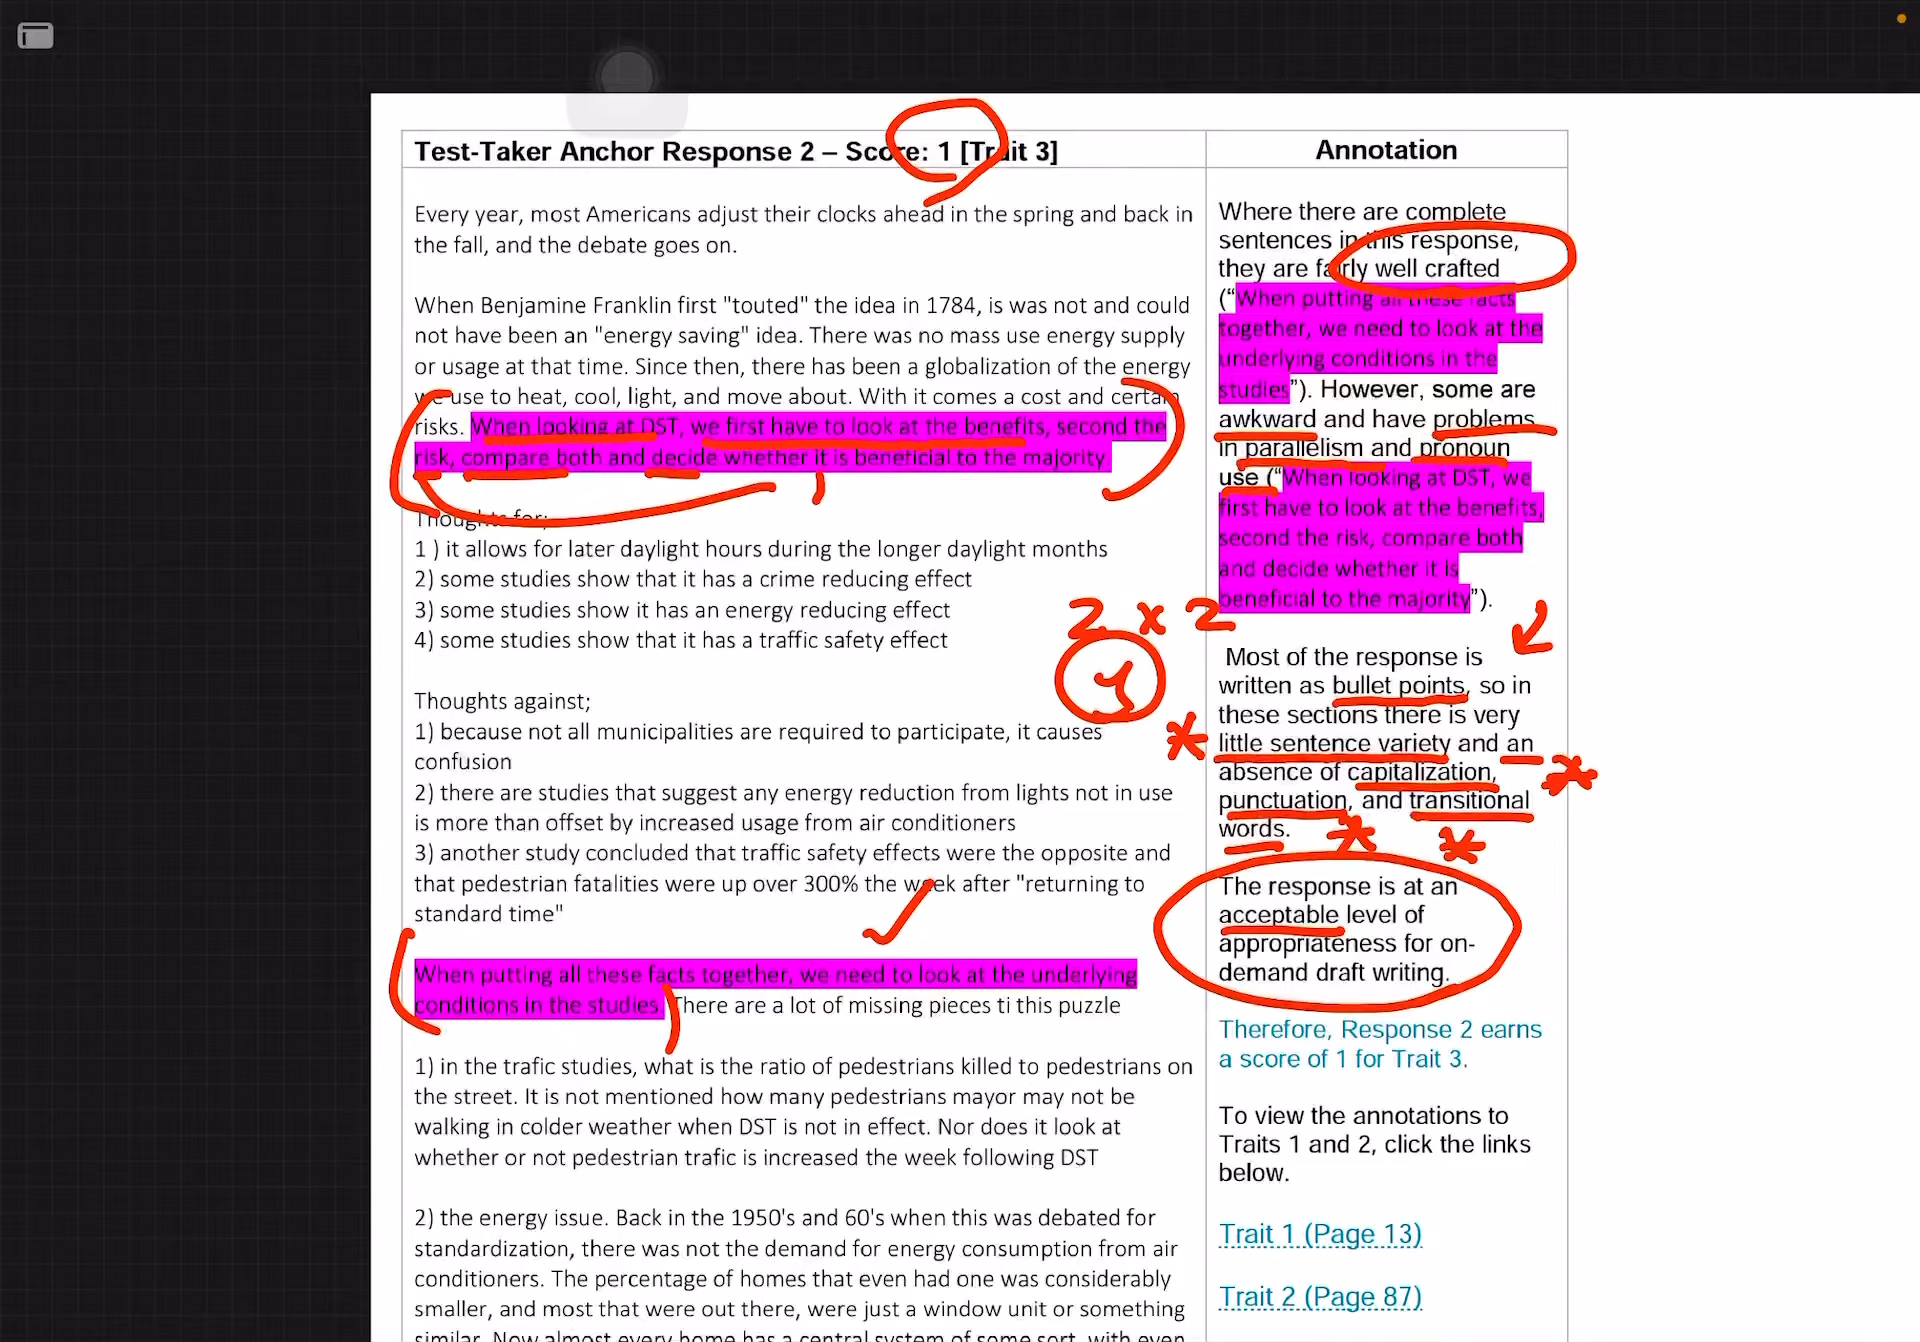 Test-Taker Anchor Response 2 – Score: 1 [Trait 3]
Every year, most Americans adjust their clocks ahead in the spring and back in
the fall, and the debate goes on.
When Benjamine Franklin first "touted" the idea in 1784, is was not and could
not have been an "energy saving" idea. There was no mass use energy supply
or usage at that time. Since then, there has been a globalization of the energy
we use to heat, cool, light, and move about. With it comes a cost and certain
risks. When looking at DST, we first have to look at the benefits, second the
risk, compare both and decide whether it is beneficial to the majority.
Thoughts for;
1 ) it allows for later daylight hours during the longer daylight months
2) some studies show that it has a crime reducing effect
3) some studies show it has an energy reducing effect
4) some studies show that it has a traffic safety effect
Thoughts against;
1) because not all municipalities are required to participate, it causes
confusion
2) there are studies that suggest any energy reduction from lights not in use
is more than offset by increased usage from air conditioners
3) another study concluded that traffic safety effects were the opposite and
that pedestrian fatalities were up over 300% the week after "returning to
standard time"
When putting all these facts together, we need to look at the underlying
conditions in the studies. There are a lot of missing pieces ti this puzzle
1) in the trafic studies, what is the ratio of pedestrians killed to pedestrians on
the street. It is not mentioned how many pedestrians mayor may not be
walking in colder weather when DST is not in effect. Nor does it look at
whether or not pedestrian trafic is increased the week following DST
2) the energy issue. Back in the 1950's and 60's when this was debated for
standardization, there was not the demand for energy consumption from air
conditioners. The percentage of homes that even had one was considerably
smaller, and most that were out there, were just a window unit or something
similar. Now almost every home has a central system of some sort, with even
2 x 2
Annotation
Where there are complete
sentences in this response,
they are fairly well crafted
(“When putting all these facts
together, we need to look at the
underlying conditions in the
studies”). However, some are
awkward and have problems
in parallelism and pronoun
use (“When looking at DST, we
first have to look at the benefits,
second the risk, compare both
and decide whether it is
beneficial to the majority”).
Most of the response is
written as bullet points, so in
these sections there is very
little sentence variety and an
absence of capitalization,
punctuation, and transitional
words.
The response is at an
acceptable level of
appropriateness for on-
demand draft writing.
Therefore, Response 2 earns
a score of 1 for Trait 3.
To view the annotations to
Traits 1 and 2, click the links
below.
Trait 1 (Page 13)
Trait 2 (Page 87)